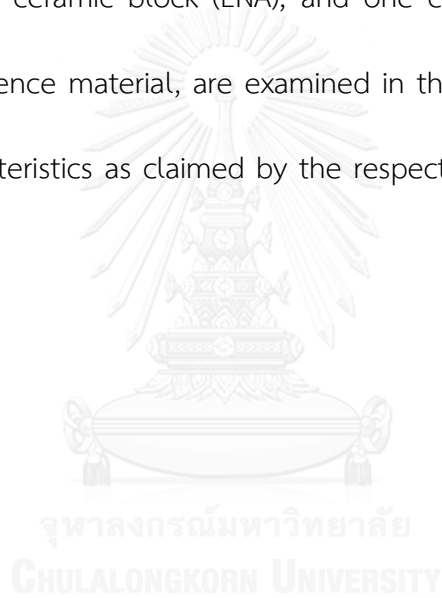 ceramic block (ENA), and one c
ence material, are examined in th
teristics as claimed by the respect
จุฬาลงกรณ์มหาวิทยาลัย
CHULALONGKORN UNIVERSITY